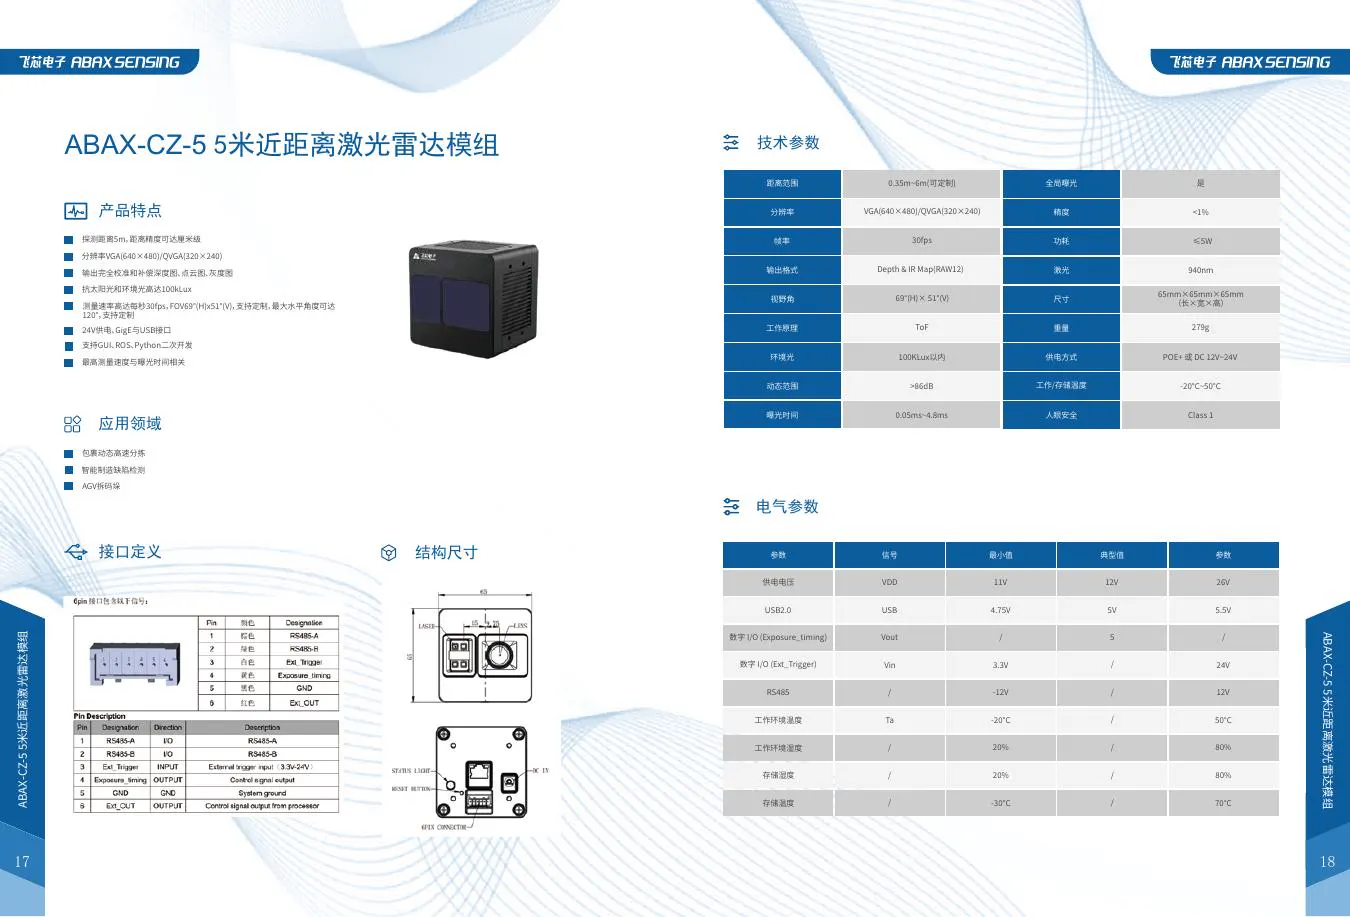 飞芯电子 ABAX SENSING
飞芯电子 ABAX SENSING
ABAX-CZ-5 5米近距离激光雷达模组
产品特点
探测距离5m，距离精度可达厘米级
分辨率VGA(640×480)/QVGA(320×240)
输出完全校准和补偿深度图、点云图、灰度图
抗太阳光和环境光高达100kLux
测量速率高达每秒30fps，FOV69°(H)x51°(V)，支持定制，最大水平角度可达
120°，支持定制
24V供电、GigE与USB接口
支持GUI、ROS、Python二次开发
最高测量速度与曝光时间相关
飞芯电子
应用领域
包裹动态高速分拣
智能制造缺陷检测
AGV拆码垛
接口定义
6pin 接口包含以下信号：
Pin 颜色 Designation
1 棕色 RS485-A
2 绿色 RS485-B
3 白色 Ext_Trigger
4 黄色 Exposure_timing
5 黑色 GND
6 红色 Ext_OUT
1 2 3 4 5 6
Pin Description
Pin Designation Direction Description
1 RS485-A I/O RS485-A
2 RS485-B I/O RS485-B
3 Ext_Trigger INPUT External trigger input（3.3V-24V）
4 Exposure_timing OUTPUT Control signal output
5 GND GND System ground
6 Ext_OUT OUTPUT Control signal output from processor
结构尺寸
65
LASER
15
LENS
65
STATUS LIGHT
DC IN
RESET BUTTON
6PIN CONNECTOR
ABAX-CZ-5 5米近距离激光雷达模组
17
技术参数
距离范围 0.35m~6m(可定制) 全局曝光 是
分辨率 VGA(640×480)/QVGA(320×240) 精度 <1%
帧率 30fps 功耗 ≤5W
输出格式 Depth & IR Map(RAW12) 激光 940nm
视野角 69°(H)× 51°(V) 尺寸 65mm×65mm×65mm
（长×宽×高）
工作原理 ToF 重量 279g
环境光 100KLux以内 供电方式 POE+ 或 DC 12V~24V
动态范围 >86dB 工作/存储温度 -20°C~50°C
曝光时间 0.05ms~4.8ms 人眼安全 Class 1
电气参数
参数 信号 最小值 典型值 参数
供电电压 VDD 11V 12V 26V
USB2.0 USB 4.75V 5V 5.5V
数字 I/O (Exposure_timing) Vout / 5 /
数字 I/O (Ext_Trigger) Vin 3.3V / 24V
RS485 / -12V / 12V
工作环境温度 Ta -20°C / 50°C
工作环境湿度 / 20% / 80%
存储湿度 / 20% / 80%
存储温度 / -30°C / 70°C
ABAX-CZ-5 5米近距离激光雷达模组
18